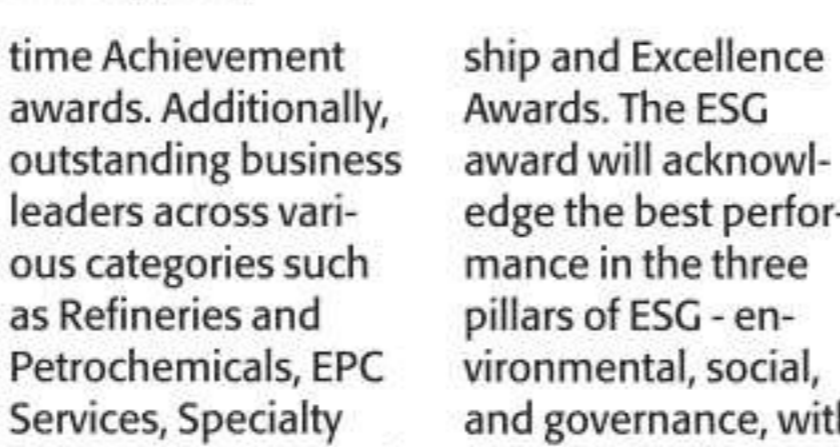 time Achievement
awards. Additionally,
outstanding business
leaders across vari-
ous categories such
as Refineries and
Petrochemicals, EPC
Services, Specialty
ship and Excellence
Awards. The ESG
award will acknowl-
edge the best perfor-
mance in the three
pillars of ESG - en-
vironmental, social,
and governance, with